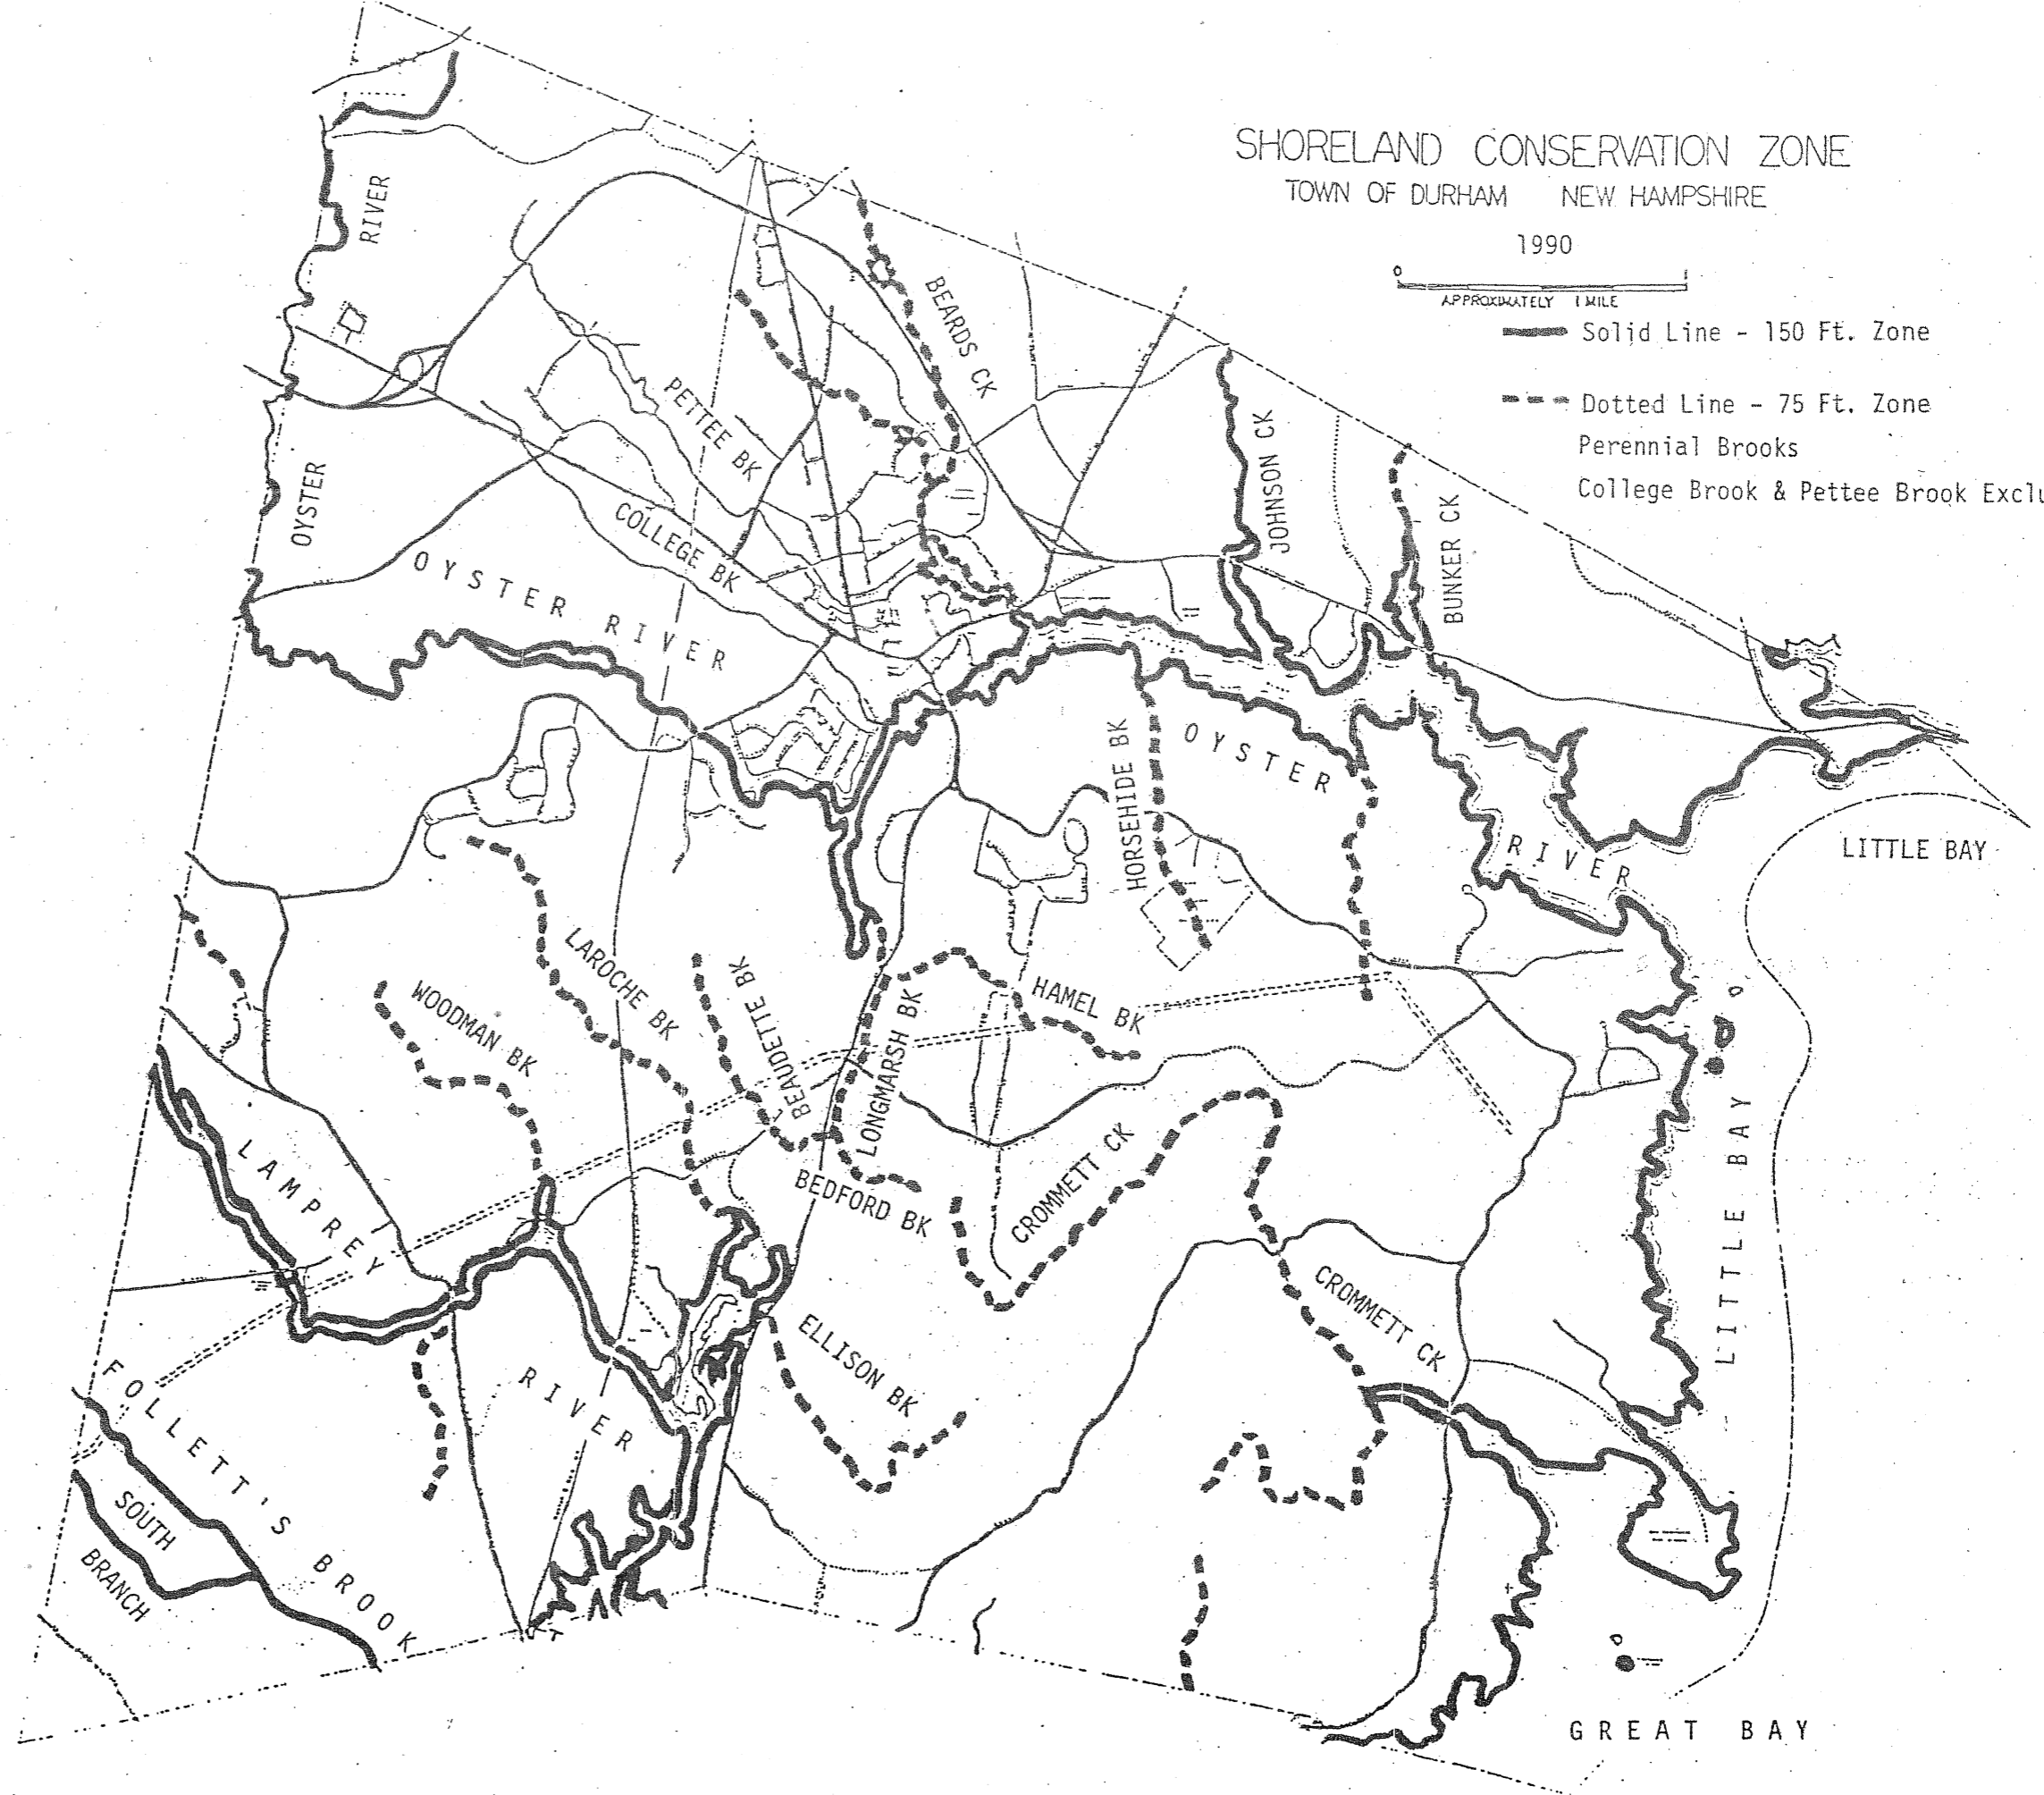 SHORELAND CONSERVATION ZONE
TOWN OF DURHAM NEW HAMPSHIRE
1990
0 1
APPROXIMATELY 1 MILE
Solid Line - 150 Ft. Zone
Dotted Line - 75 Ft. Zone
Perennial Brooks
College Brook & Pettee Brook Exclu
RIVER
BEARDS CK
PETTEE BK
JOHNSON CK
OYSTER
BUNKER CK
COLLEGE BK
OYSTER RIVER
HORSEHIDE BK
OYSTER
RIVER
LITTLE BAY
LAROCHE BK
WOODMAN BK
BEAUDETTE BK
HAMEL BK
LONGMARSH BK
LAMPREY
BEDFORD BK
CROMMETT CK
LITTLE BAY
CROMMETT CK
ELLISON BK
RIVER
FOLLETT'S BROOK
SOUTH
BRANCH
GREAT BAY